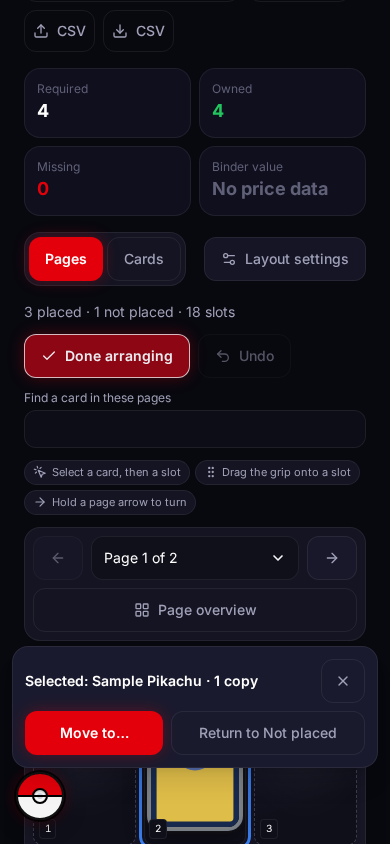 CSV CSV
Required Owned
4 4
Missing Binder value
0 No price data
Pages Cards Layout settings
3 placed · 1 not placed · 18 slots
Done arranging Undo
Find a card in these pages
Select a card, then a slot Drag the grip onto a slot
Hold a page arrow to turn
Page 1 of 2
Page overview
Selected: Sample Pikachu · 1 copy
Move to... Return to Not placed
1 2 3